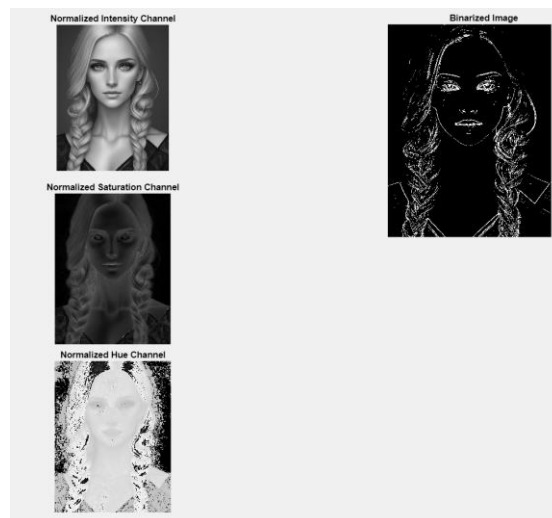 Normalized Intensity Channel
Binarized Image
Normalized Saturation Channel
Normalized Hue Channel